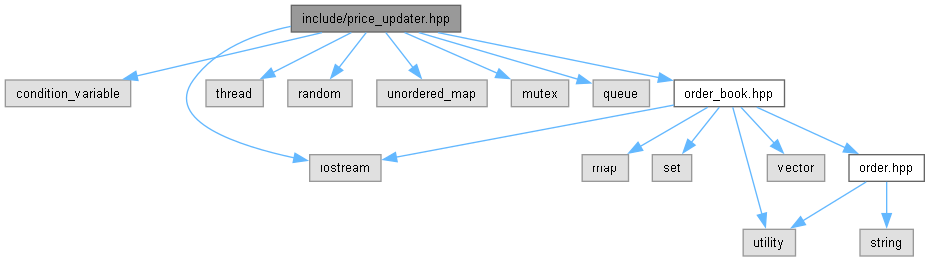 include/price_updater.hpp
condition_variable
thread
random
unordered_map
mutex
queue
order_book.hpp
iostream
map
set
vector
order.hpp
utility
string